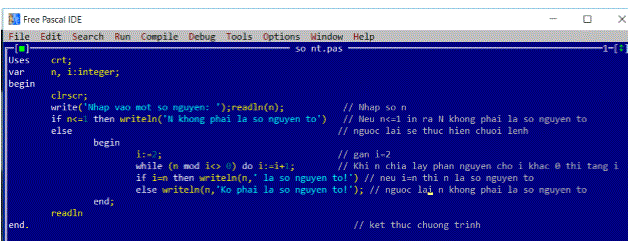 Free Pascal IDE
File Edit Search Run Compile Debug Tools Options Window Help
[■] so nt.pas 1=[↕]
Uses crt;
var n, i:integer;
begin
clrscr;
write('Nhap vao mot so nguyen: ');readln(n); // Nhap so n
if n<=1 then writeln('N khong phai la so nguyen to') // Neu n<=1 in ra N khong phai la so nguyen to
else // nguoc lai se thuc hien chuoi lenh
begin
i:=2; // gan i=2
while (n mod i<> 0) do i:=i+1; // Khi n chia lay phan nguyen cho i khac 0 thi tang i
if i=n then writeln(n,' la so nguyen to!') // neu i=n thi n la so nguyen to
else writeln(n,'Ko phai la so nguyen to!'); // nguoc lai n khong phai la so nguyen to
end;
readln
end. // ket thuc chuong trinh